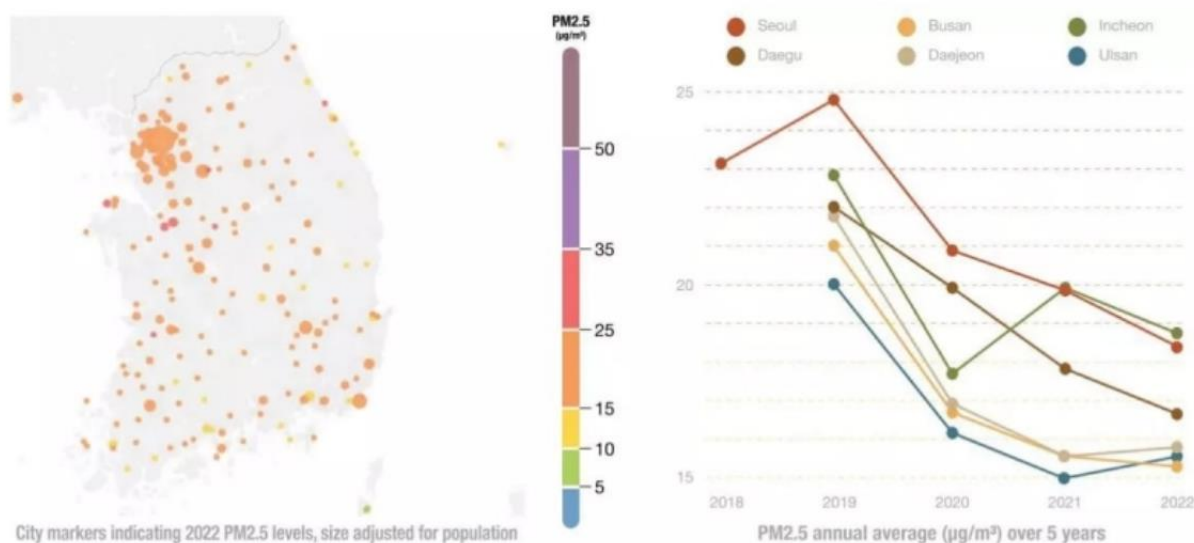 PM2.5
(µg/m³)
50
35
25
15
10
5
City markers indicating 2022 PM2.5 levels, size adjusted for population
Seoul
Busan
Incheon
Daegu
Daejeon
Ulsan
25
20
15
2018
2019
2020
2021
2022
PM2.5 annual average (µg/m³) over 5 years